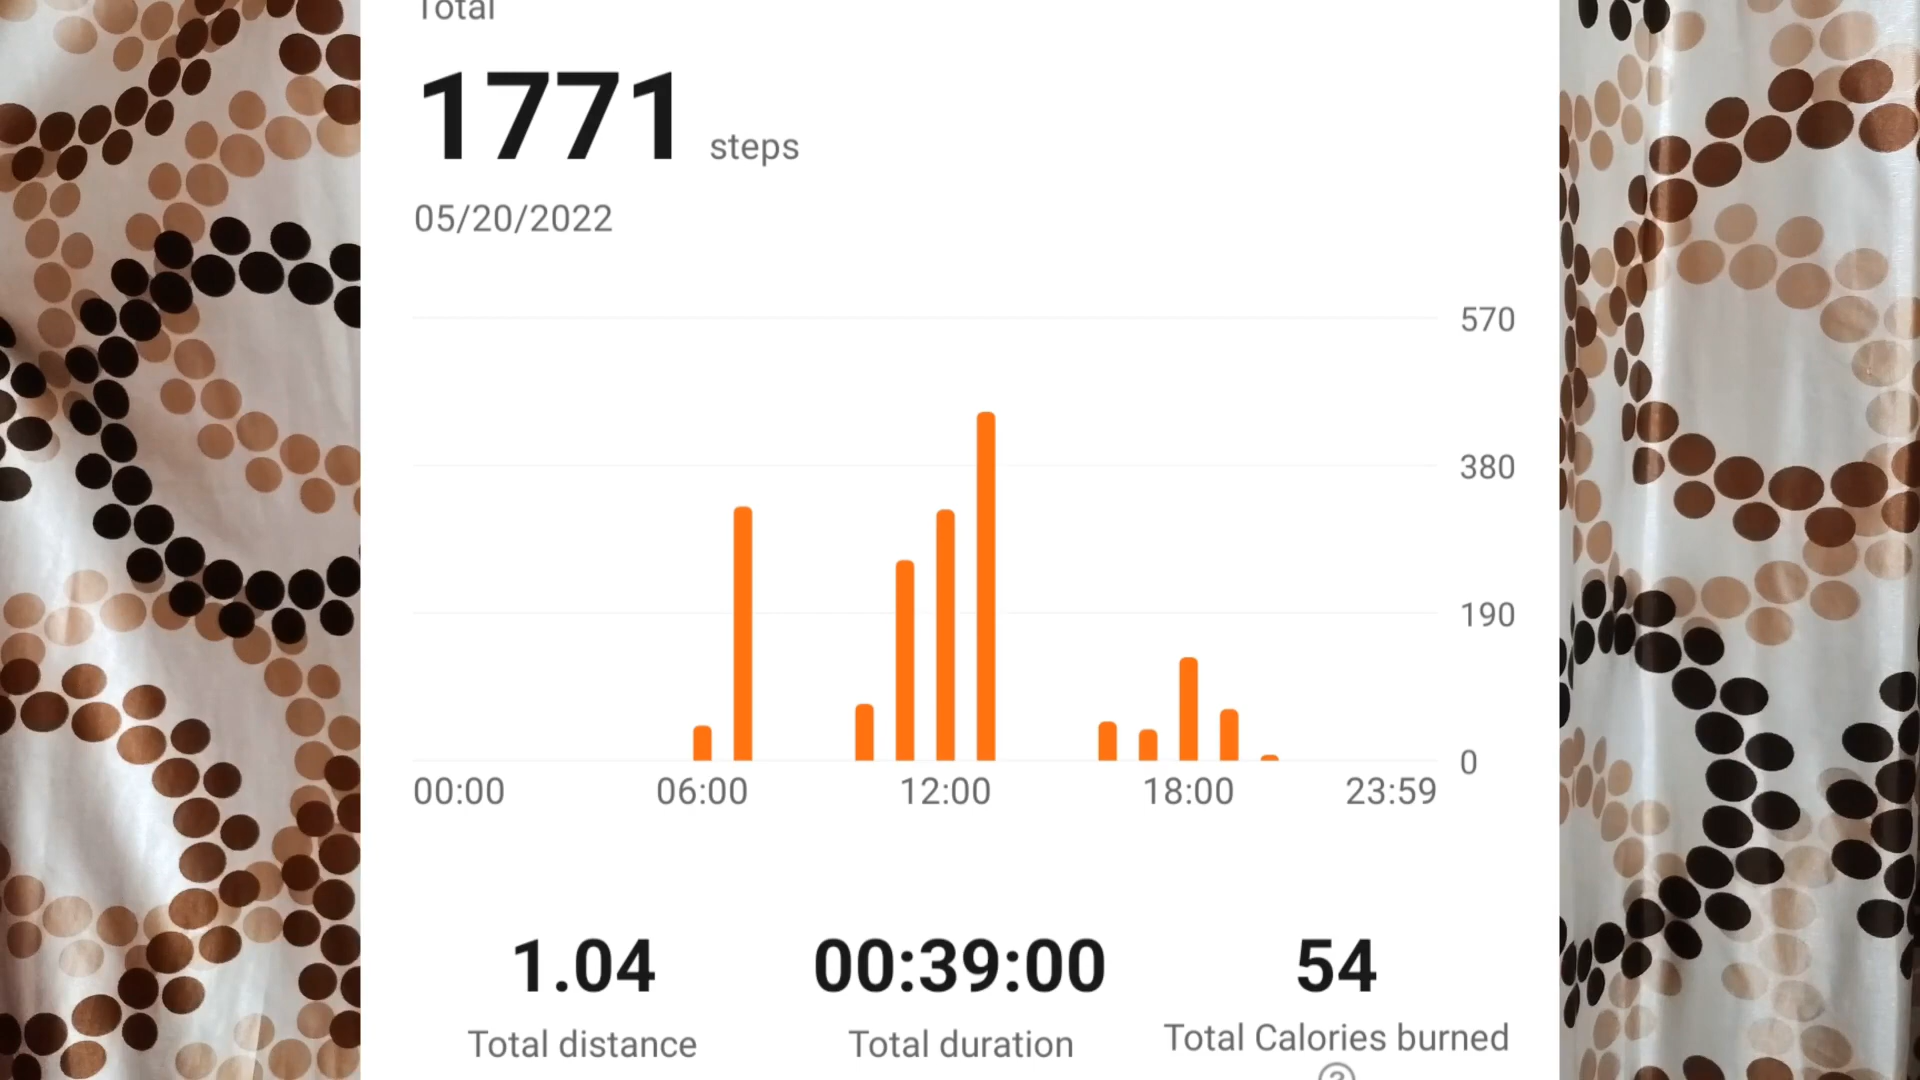 Total
1771 steps
05/20/2022
570
380
190
0
00:00 06:00 12:00 18:00 23:59
1.04 00:39:00 54
Total distance Total duration Total Calories burned
?